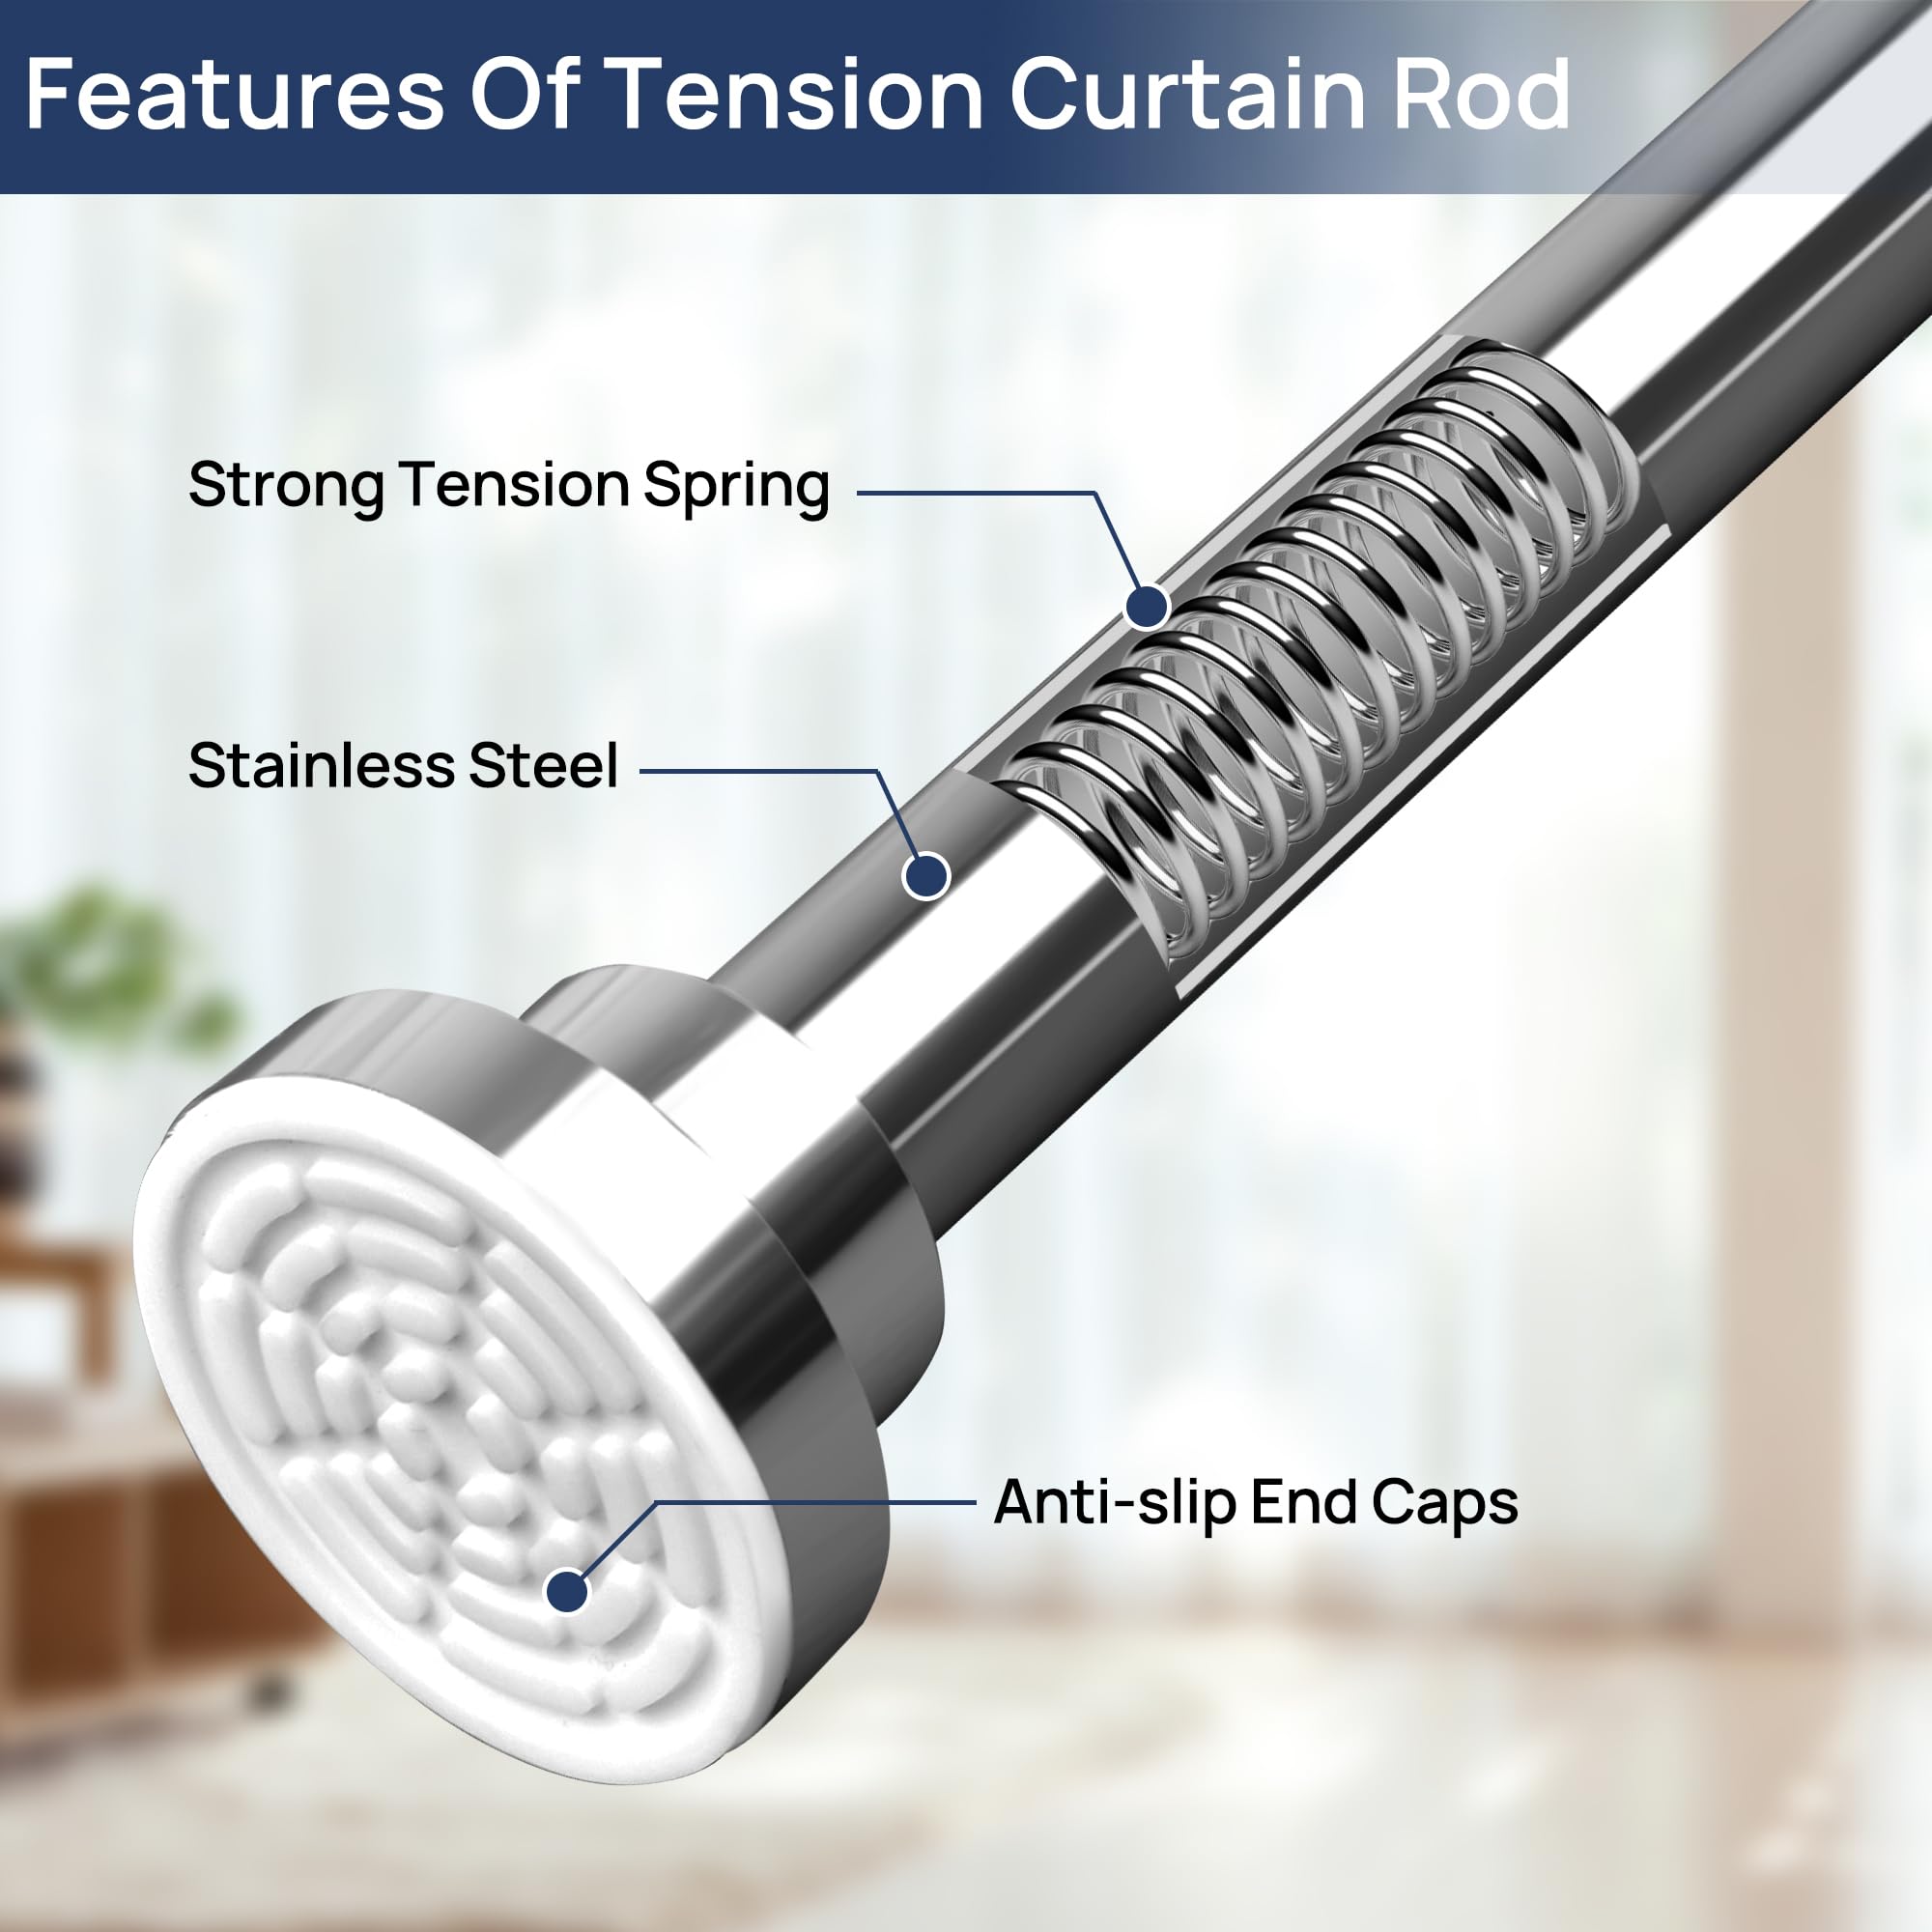 Features Of Tension Curtain Rod
Strong Tension Spring
Stainless Steel
Anti-slip End Caps